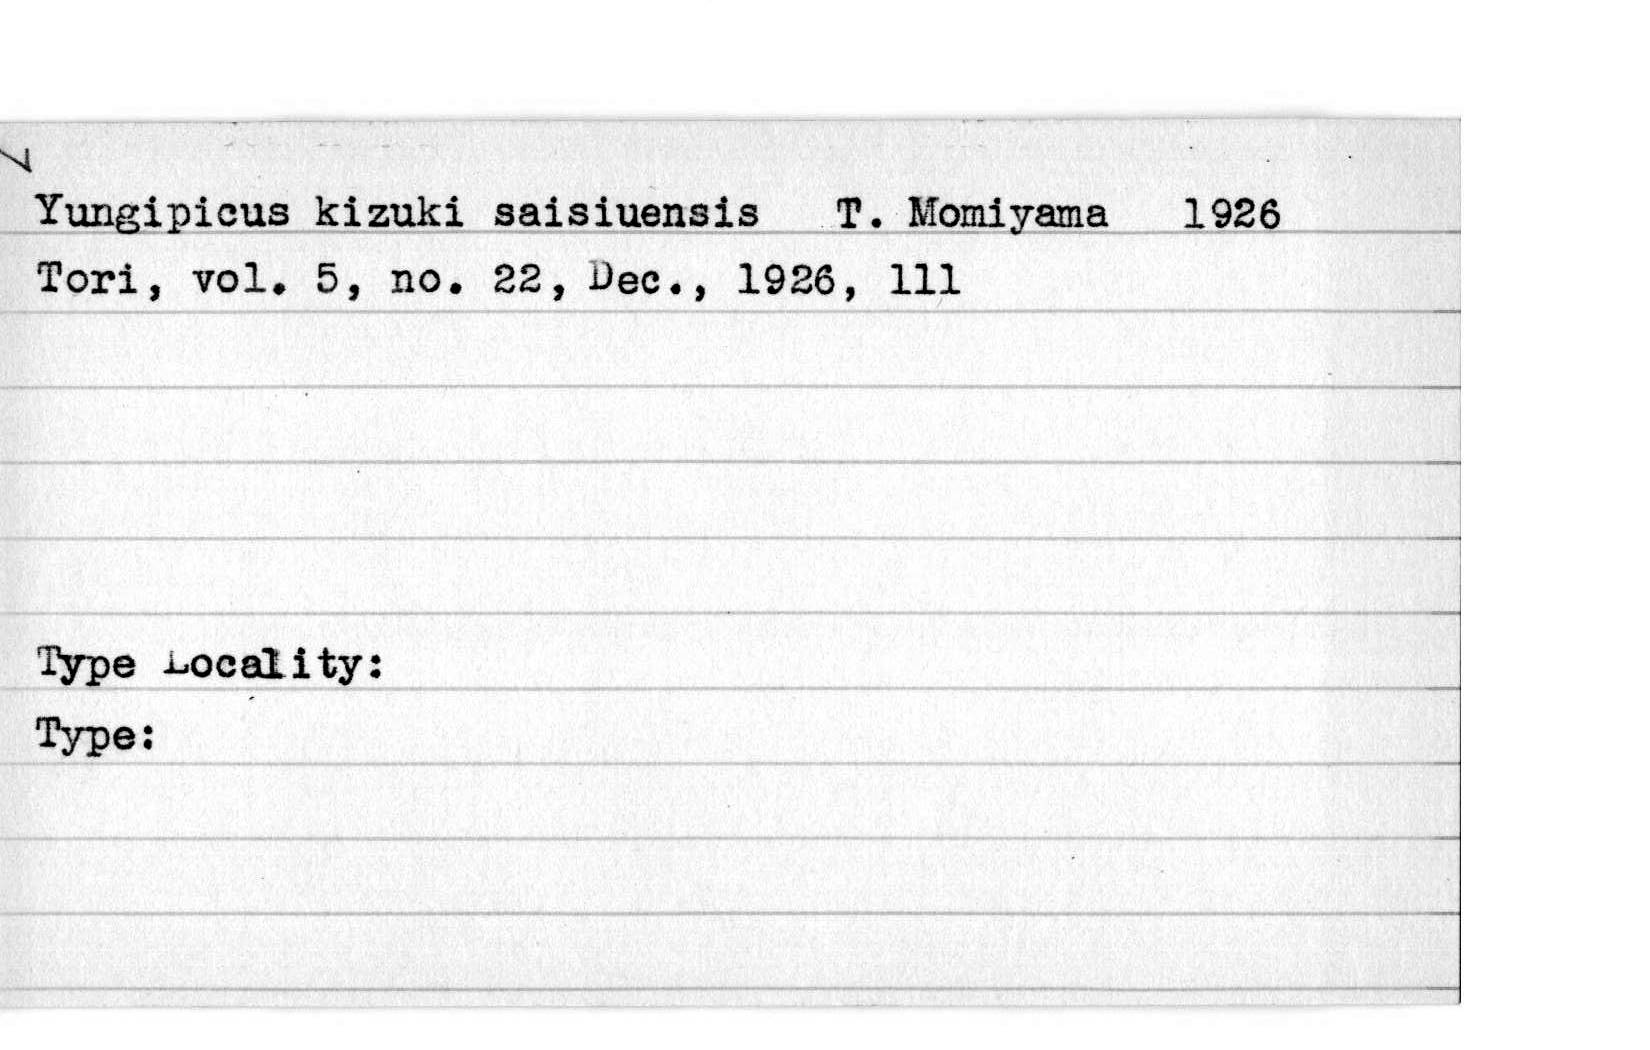 Yungipicus kizuki saisiuensis T. Momiyama 1926
Tori, vol. 5, no. 22, Dec., 1926, 111
Type Locality:
Type: